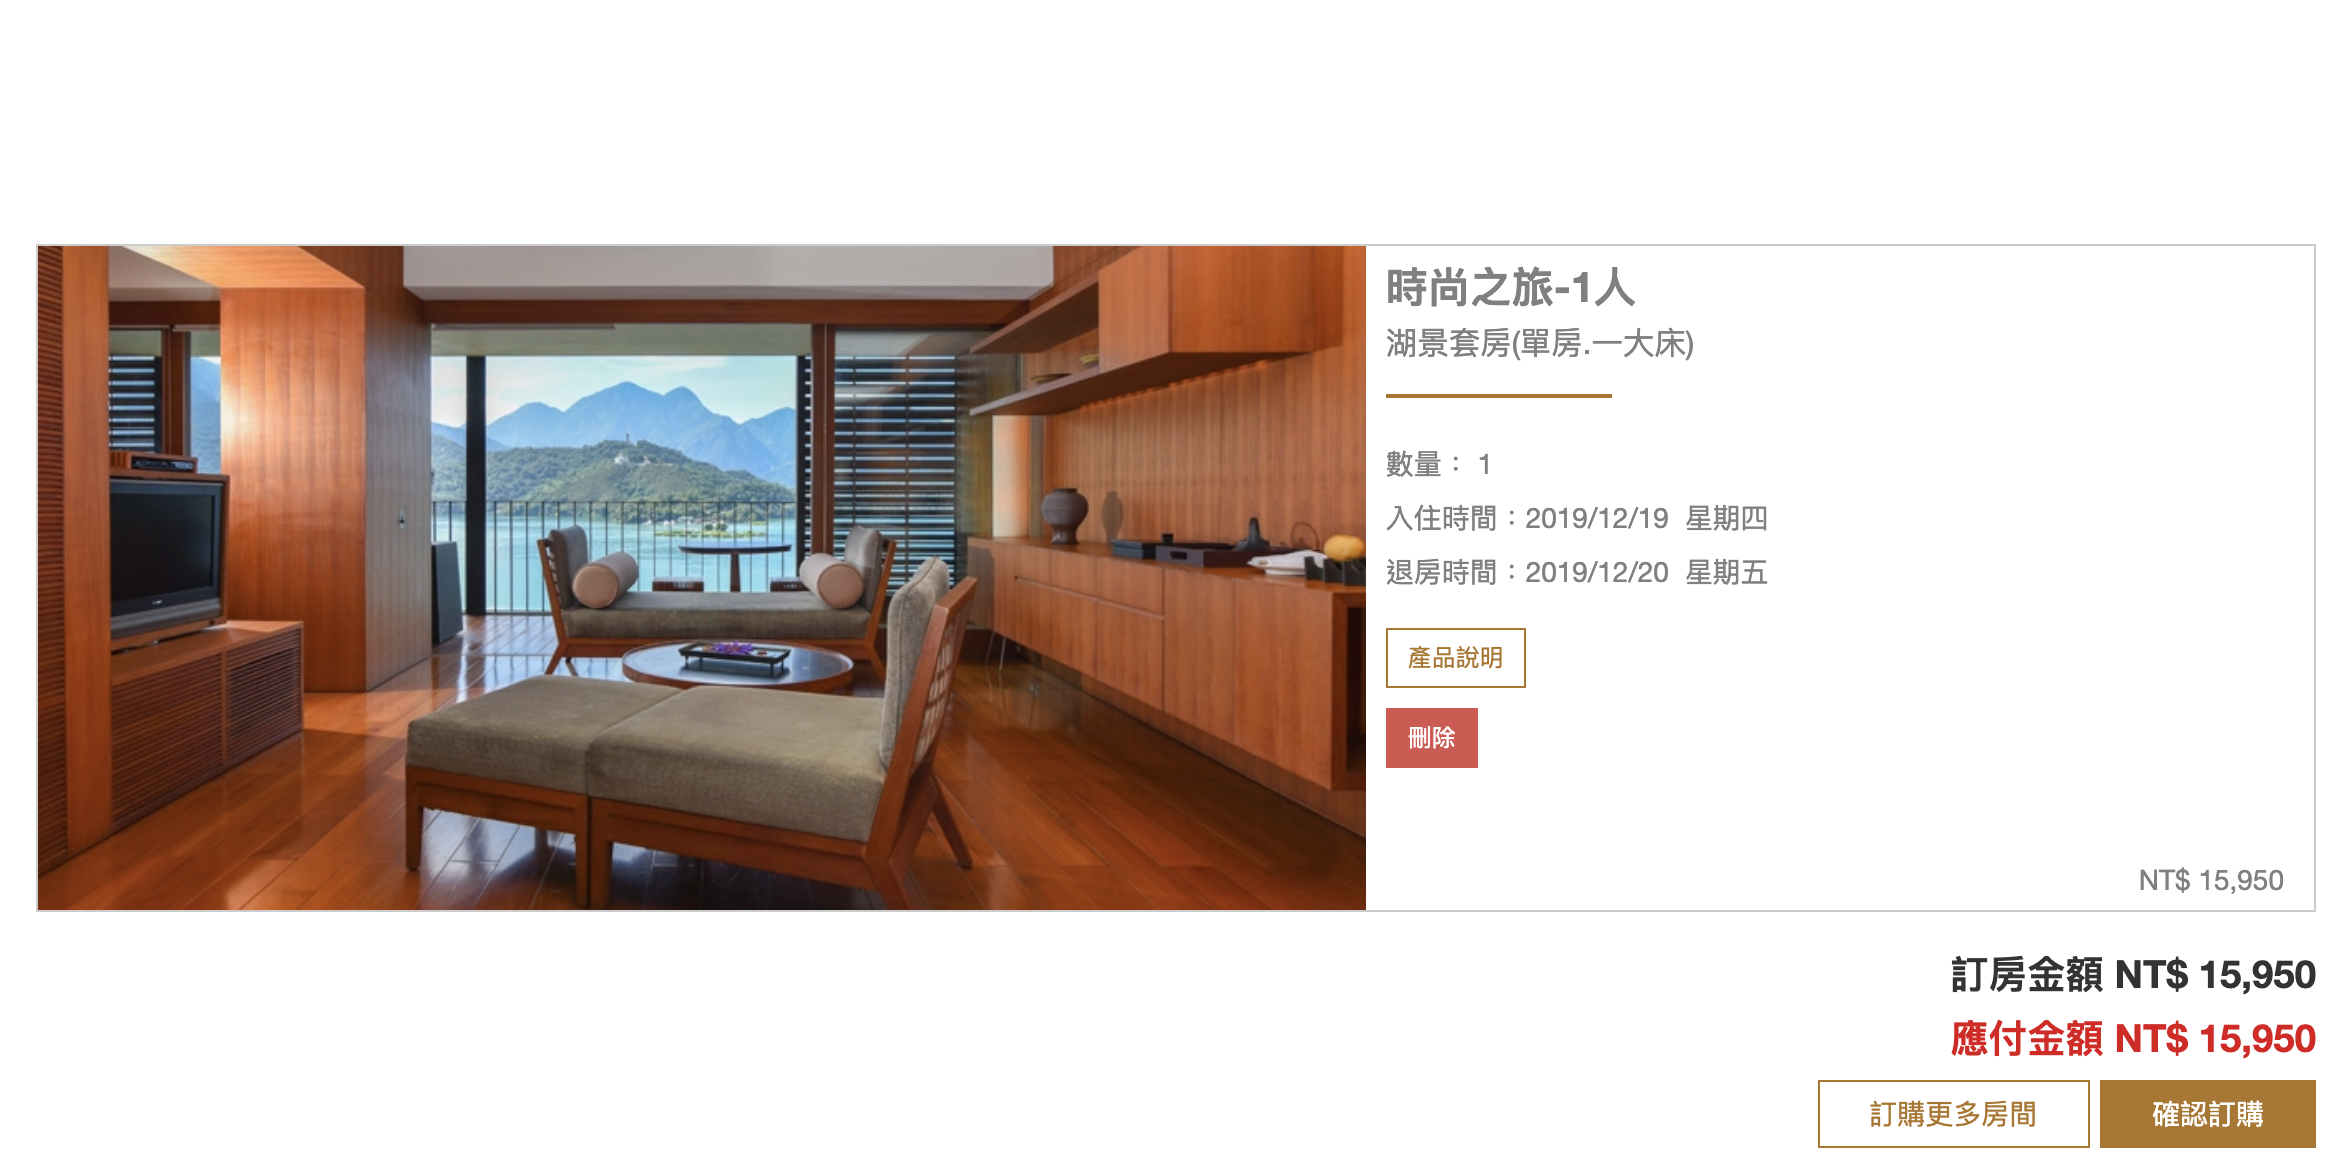 時尚之旅-1人
湖景套房(單房.一大床)
數量： 1
入住時間：2019/12/19 星期四
退房時間：2019/12/20 星期五
產品說明
刪除
NT$ 15,950
訂房金額 NT$ 15,950
應付金額 NT$ 15,950
訂購更多房間
確認訂購